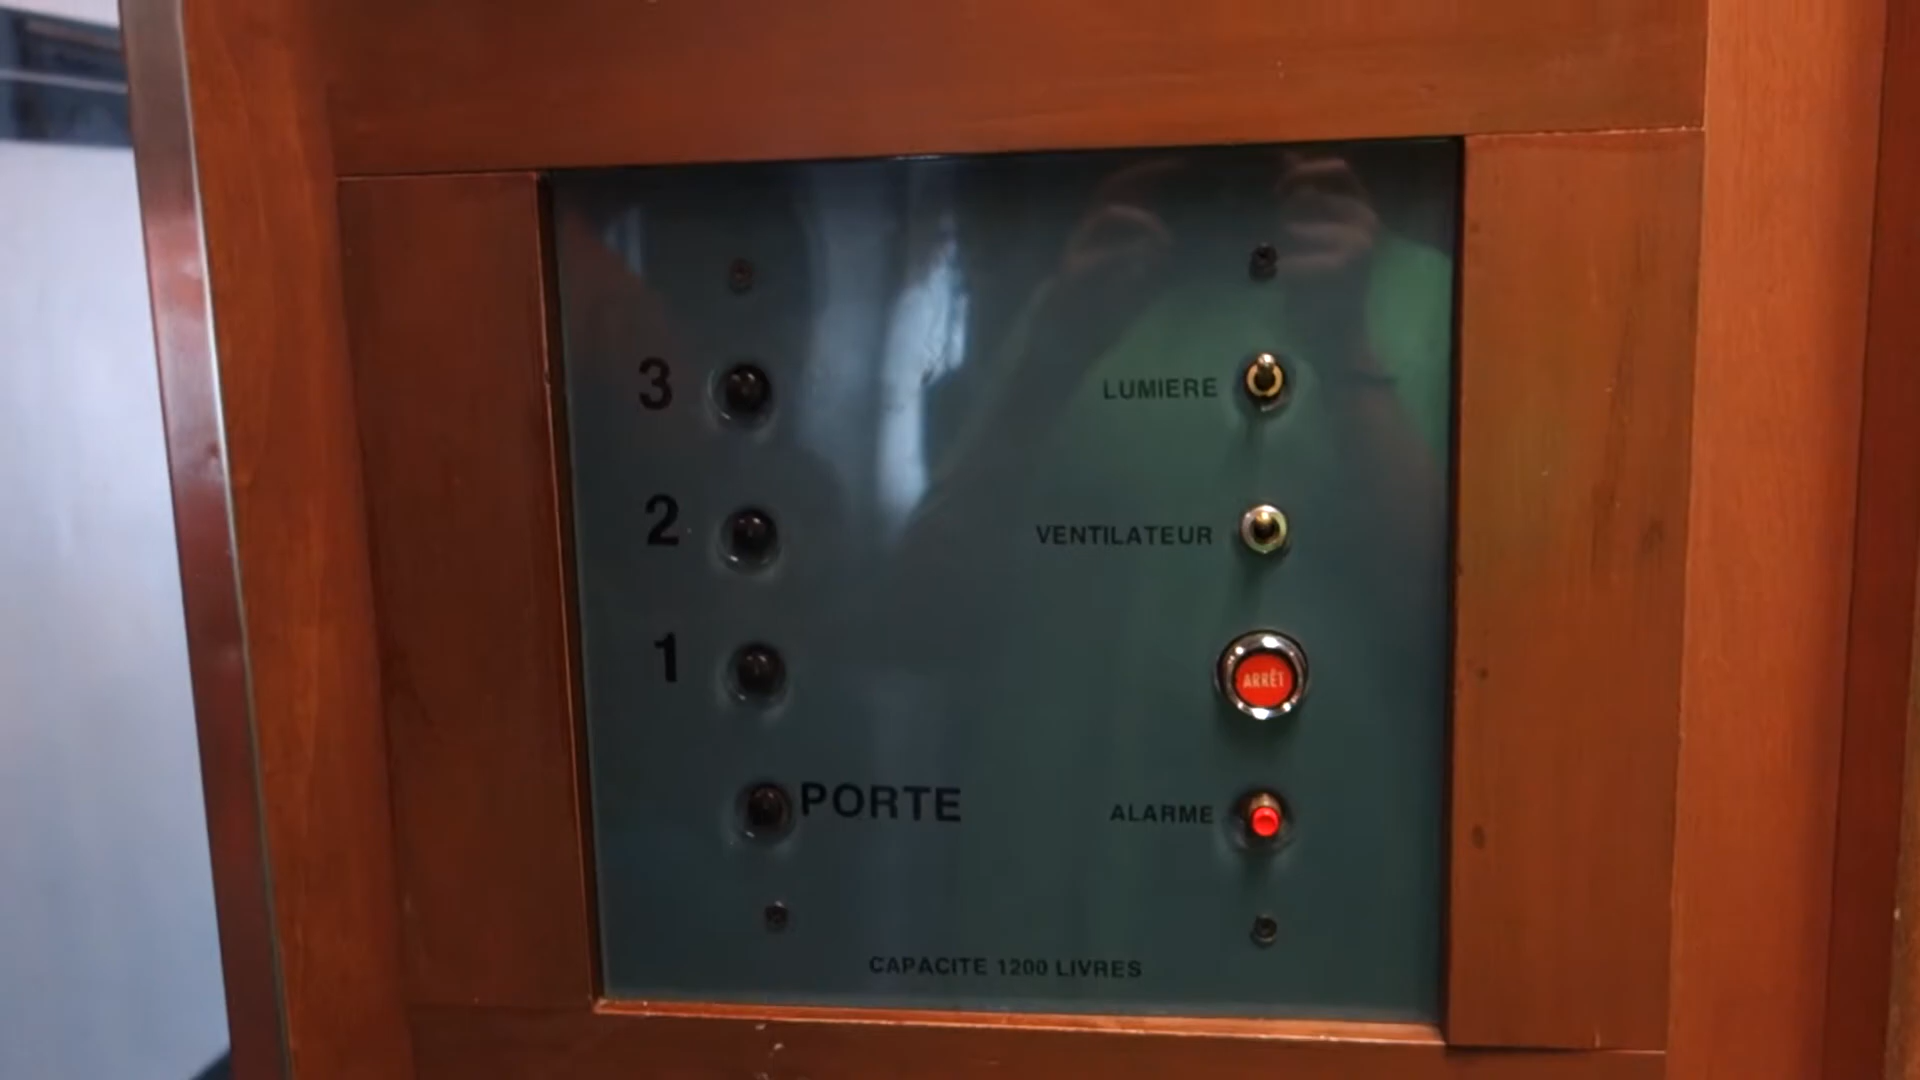 3
LUMIERE
2
VENTILATEUR
1
ARRÊT
PORTE
ALARME
CAPACITE 1200 LIVRES